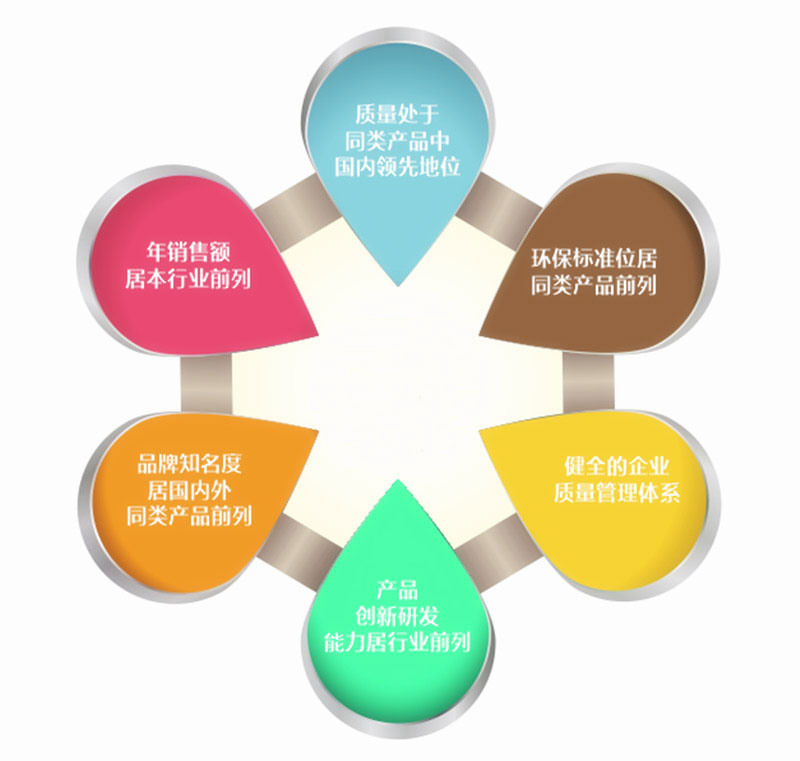 质量处于
同类产品中
国内领先地位
环保标准位居
同类产品前列
健全的企业
质量管理体系
产品
创新研发
能力居行业前列
品牌知名度
居国内外
同类产品前列
年销售额
居本行业前列